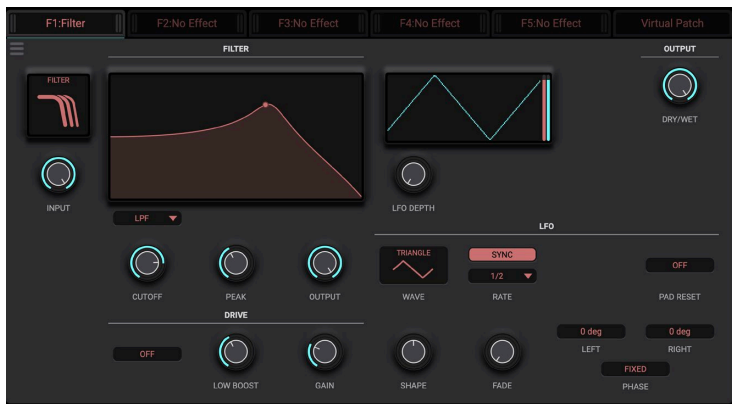 F1:Filter
F2:No Effect
F3:No Effect
F4:No Effect
F5:No Effect
Virtual Patch
FILTER
OUTPUT
FILTER
DRY/WET
INPUT
LFO DEPTH
LPF
LFO
TRIANGLE
SYNC
OFF
1/2
CUTOFF
PEAK
OUTPUT
WAVE
RATE
PAD RESET
DRIVE
0 deg
0 deg
OFF
LEFT
RIGHT
FIXED
LOW BOOST
GAIN
SHAPE
FADE
PHASE